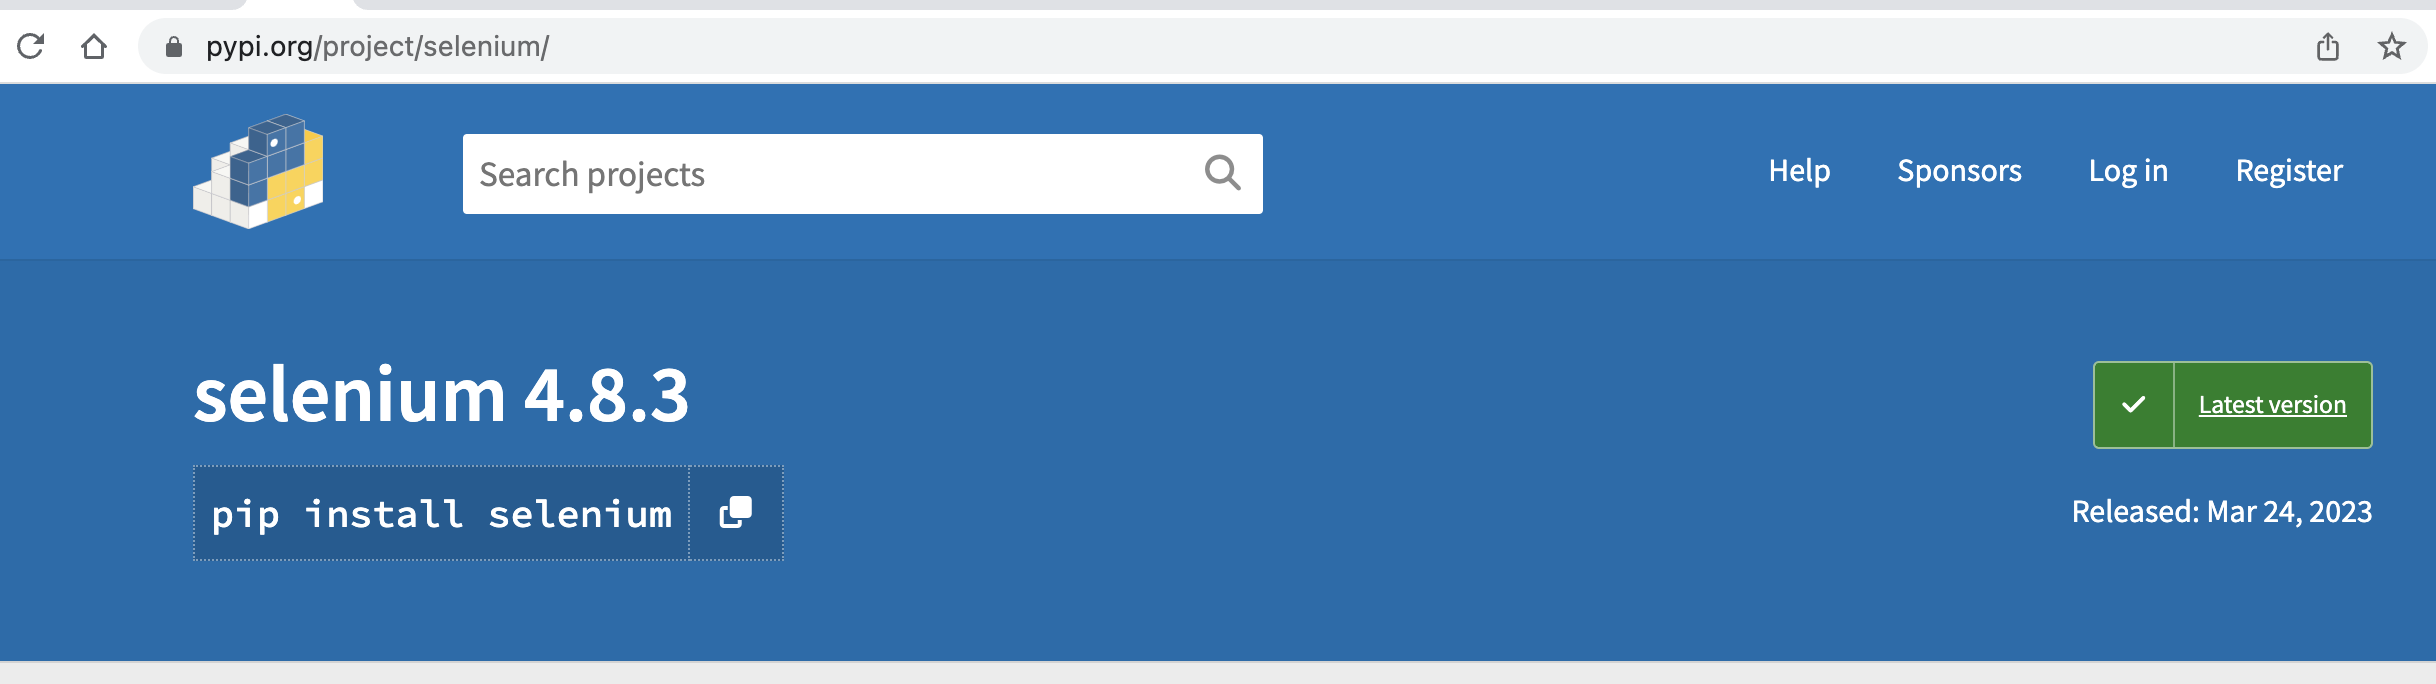 pypi.org/project/selenium/
Search projects
Help Sponsors Log in Register
selenium 4.8.3
Latest version
pip install selenium
Released: Mar 24, 2023